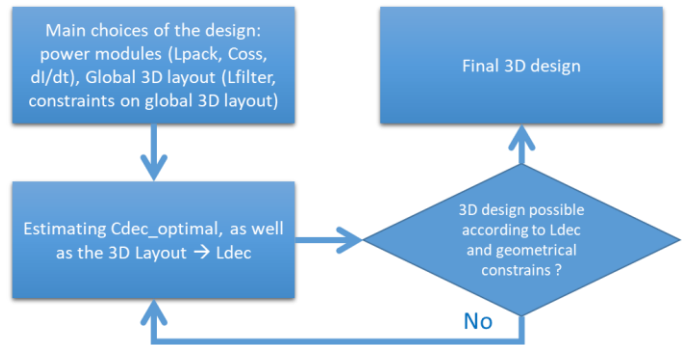 Main choices of the design:
power modules (Lpack, Coss,
dI/dt), Global 3D layout (Lfilter,
constraints on global 3D layout)
Final 3D design
Estimating Cdec_optimal, as well
as the 3D Layout → Ldec
3D design possible
according to Ldec
and geometrical
constrains ?
No